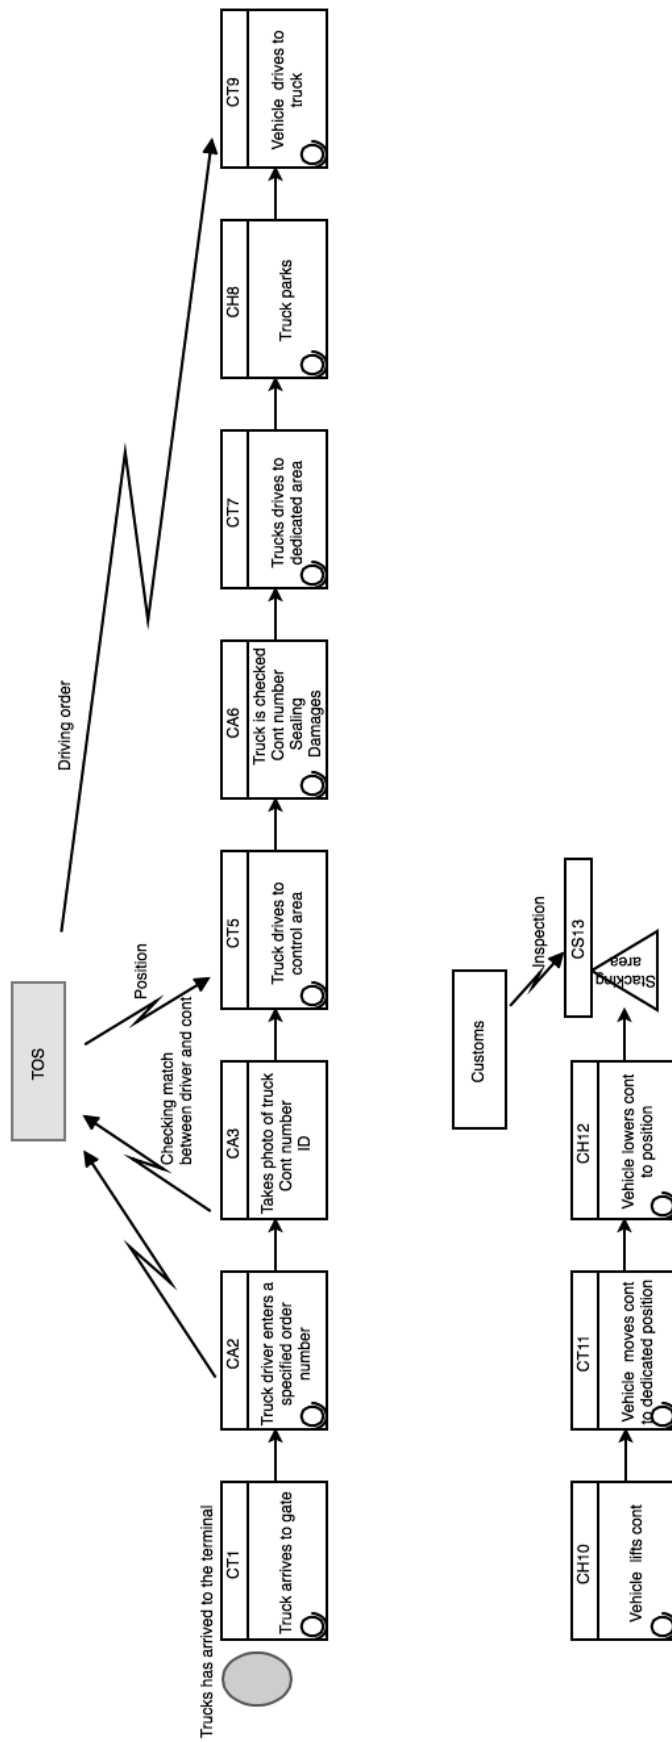 TOS
Driving order
Position
Checking match
between driver and cont
Trucks has arrived to the terminal
CT1
Truck arrives to gate
CA2
Truck driver enters a
specified order
number
CA3
Takes photo of truck
Cont number
ID
CT5
Truck drives to
control area
CA6
Truck is checked
Cont number
Sealing
Damages
CT7
Trucks drives to
dedicated area
CH8
Truck parks
CT9
Vehicle drives to
truck
Customs
Inspection
CH10
Vehicle lifts cont
CT11
Vehicle moves cont
to dedicated position
CH12
Vehicle lowers cont
to position
CS13
Stacking
area